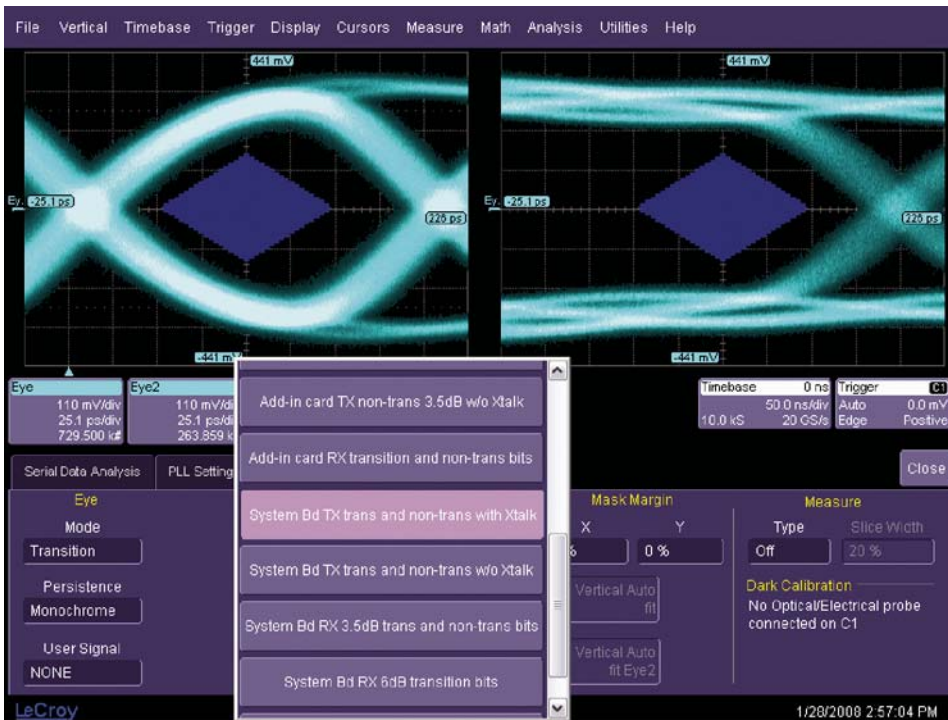 File Vertical Timebase Trigger Display Cursors Measure Math Analysis Utilities Help
441 mV
441 mV
Ey. -25.1 ps
226 ps
Ey. -25.1 ps
226 ps
-441 mV
-441 mV
Eye
110 mV/div
25.1 ps/div
729.500 k#
Eye2
110 mV/di
25.1 ps/di
263.859 k
Timebase 0 ns
50.0 ns/div
10.0 kS 20 GS/s
Trigger C1
Auto 0.0 mV
Edge Positive
Serial Data Analysis
PLL Setting
Close
Eye
Mode
Transition
Persistence
Monochrome
User Signal
NONE
Add-in card TX non-trans 3.5dB w/o Xtalk
Add-in card RX transition and non-trans bits
System Bd TX trans and non-trans with Xtalk
System Bd TX trans and non-trans w/o Xtalk
System Bd RX 3.5dB trans and non-trans bits
System Bd RX 6dB transition bits
Mask Margin
X Y
% 0 %
Vertical Auto
fit
Vertical Auto
fit Eye2
Measure
Type Slice Width
Off 20 %
Dark Calibration
No Optical/Electrical probe
connected on C1
LeCroy
1/28/2008 2:57:04 PM